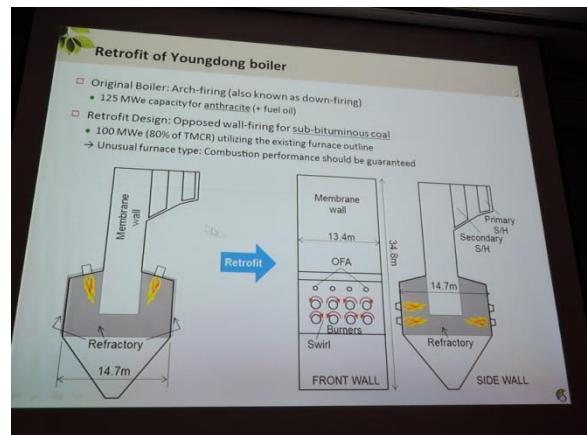 Retrofit of Youngdong boiler
Original Boiler: Arch-firing (also known as down-firing)
• 125 MWe capacity for anthracite (+ fuel oil)
Retrofit Design: Opposed wall-firing for sub-bituminous coal
• 100 MWe (80% of TMCR) utilizing the existing furnace outline
→ Unusual furnace type: Combustion performance should be guaranteed
Membrane
wall
Refractory
14.7m
Retrofit
Membrane
wall
13.4m
34.8m
OFA
Burners
Swirl
FRONT WALL
Primary
S/H
Secondary
S/H
14.7m
Refractory
SIDE WALL